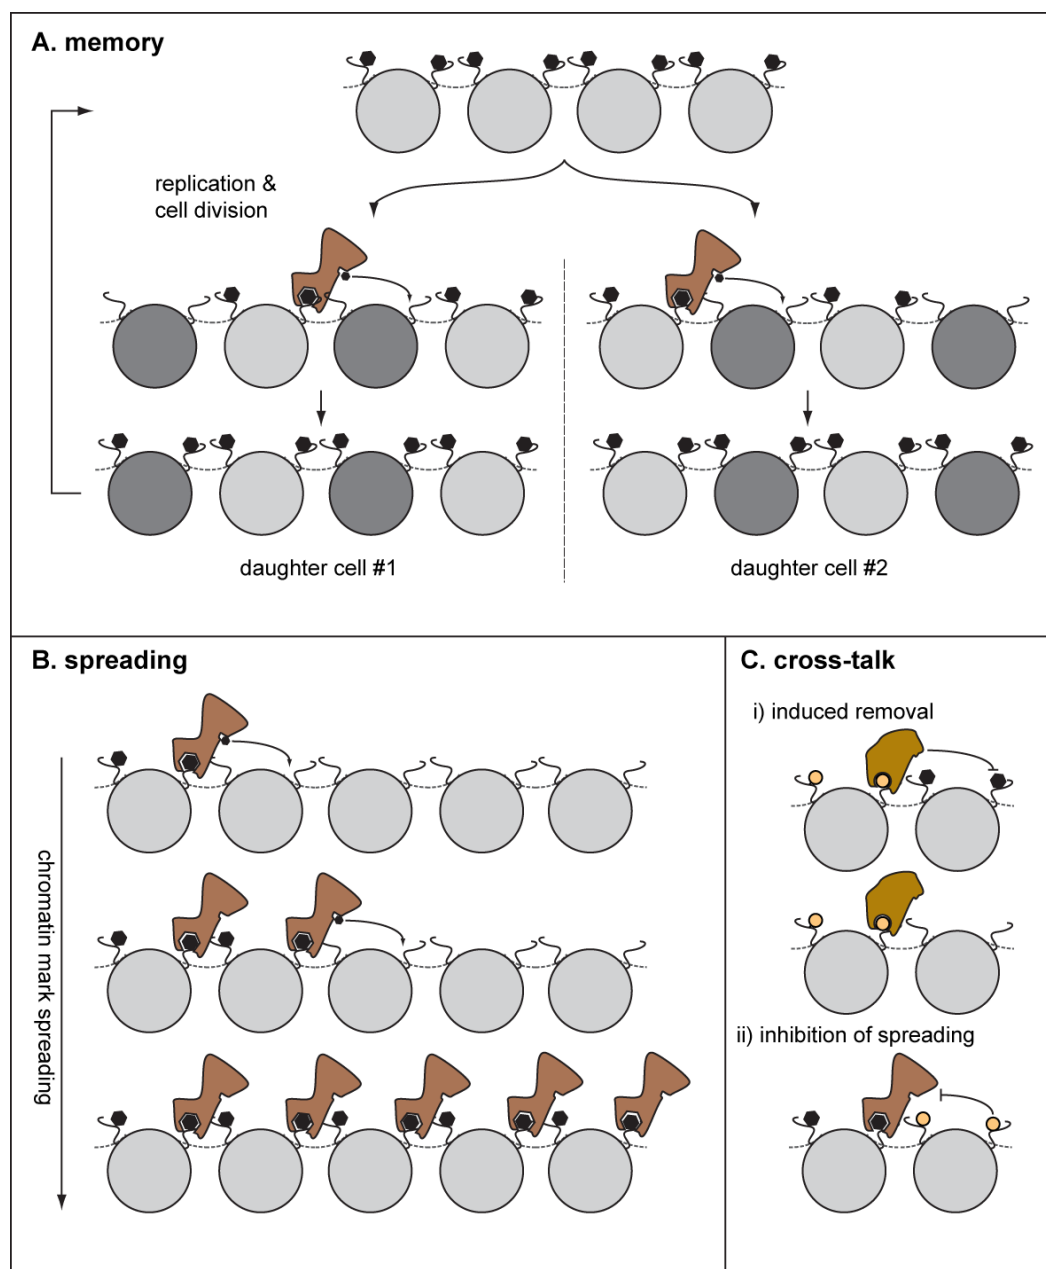 A. memory
replication &
cell division
daughter cell #1
daughter cell #2
B. spreading
chromatin mark spreading
C. cross-talk
i) induced removal
ii) inhibition of spreading